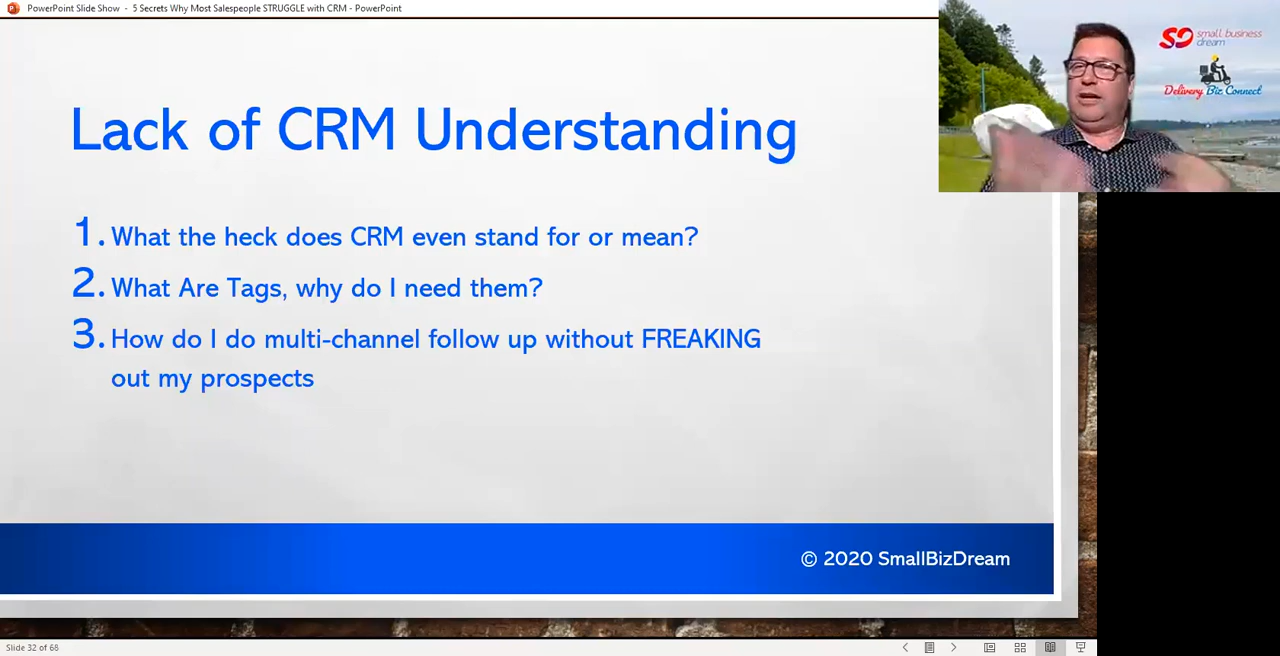 PowerPoint Slide Show - 5 Secrets Why Most Salespeople STRUGGLE with CRM - PowerPoint
SO small business
dream
Delivery Biz Connect
Lack of CRM Understanding
1. What the heck does CRM even stand for or mean?
2. What Are Tags, why do I need them?
3. How do I do multi-channel follow up without FREAKING
out my prospects
© 2020 SmallBizDream
Slide 32 of 68